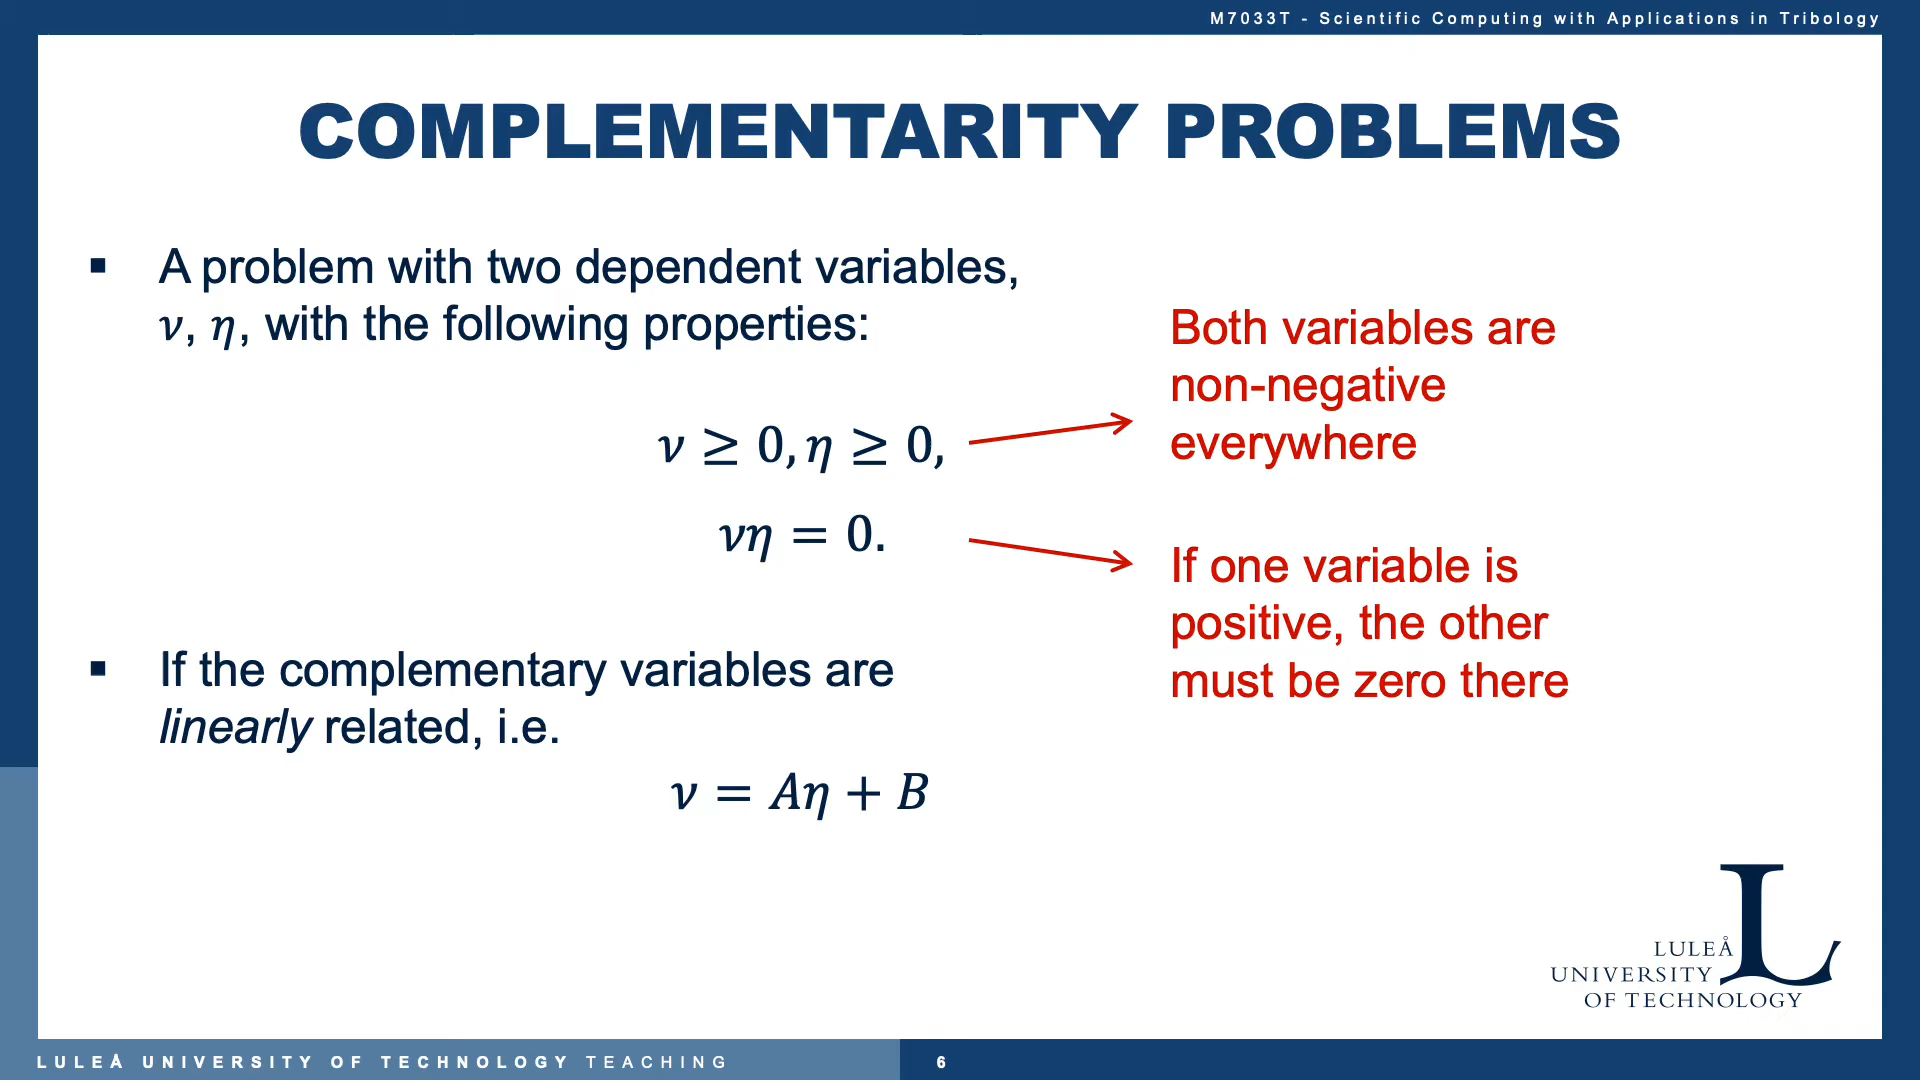 M7033T - Scientific Computing with Applications in Tribology
COMPLEMENTARITY PROBLEMS
▪ A problem with two dependent variables,
ν, η, with the following properties:
ν ≥ 0, η ≥ 0,
νη = 0.
Both variables are
non-negative
everywhere
If one variable is
positive, the other
must be zero there
▪ If the complementary variables are
linearly related, i.e.
ν = Aη + B
LULEÅ
UNIVERSITY
OF TECHNOLOGY
L
LULEÅ UNIVERSITY OF TECHNOLOGY TEACHING
6